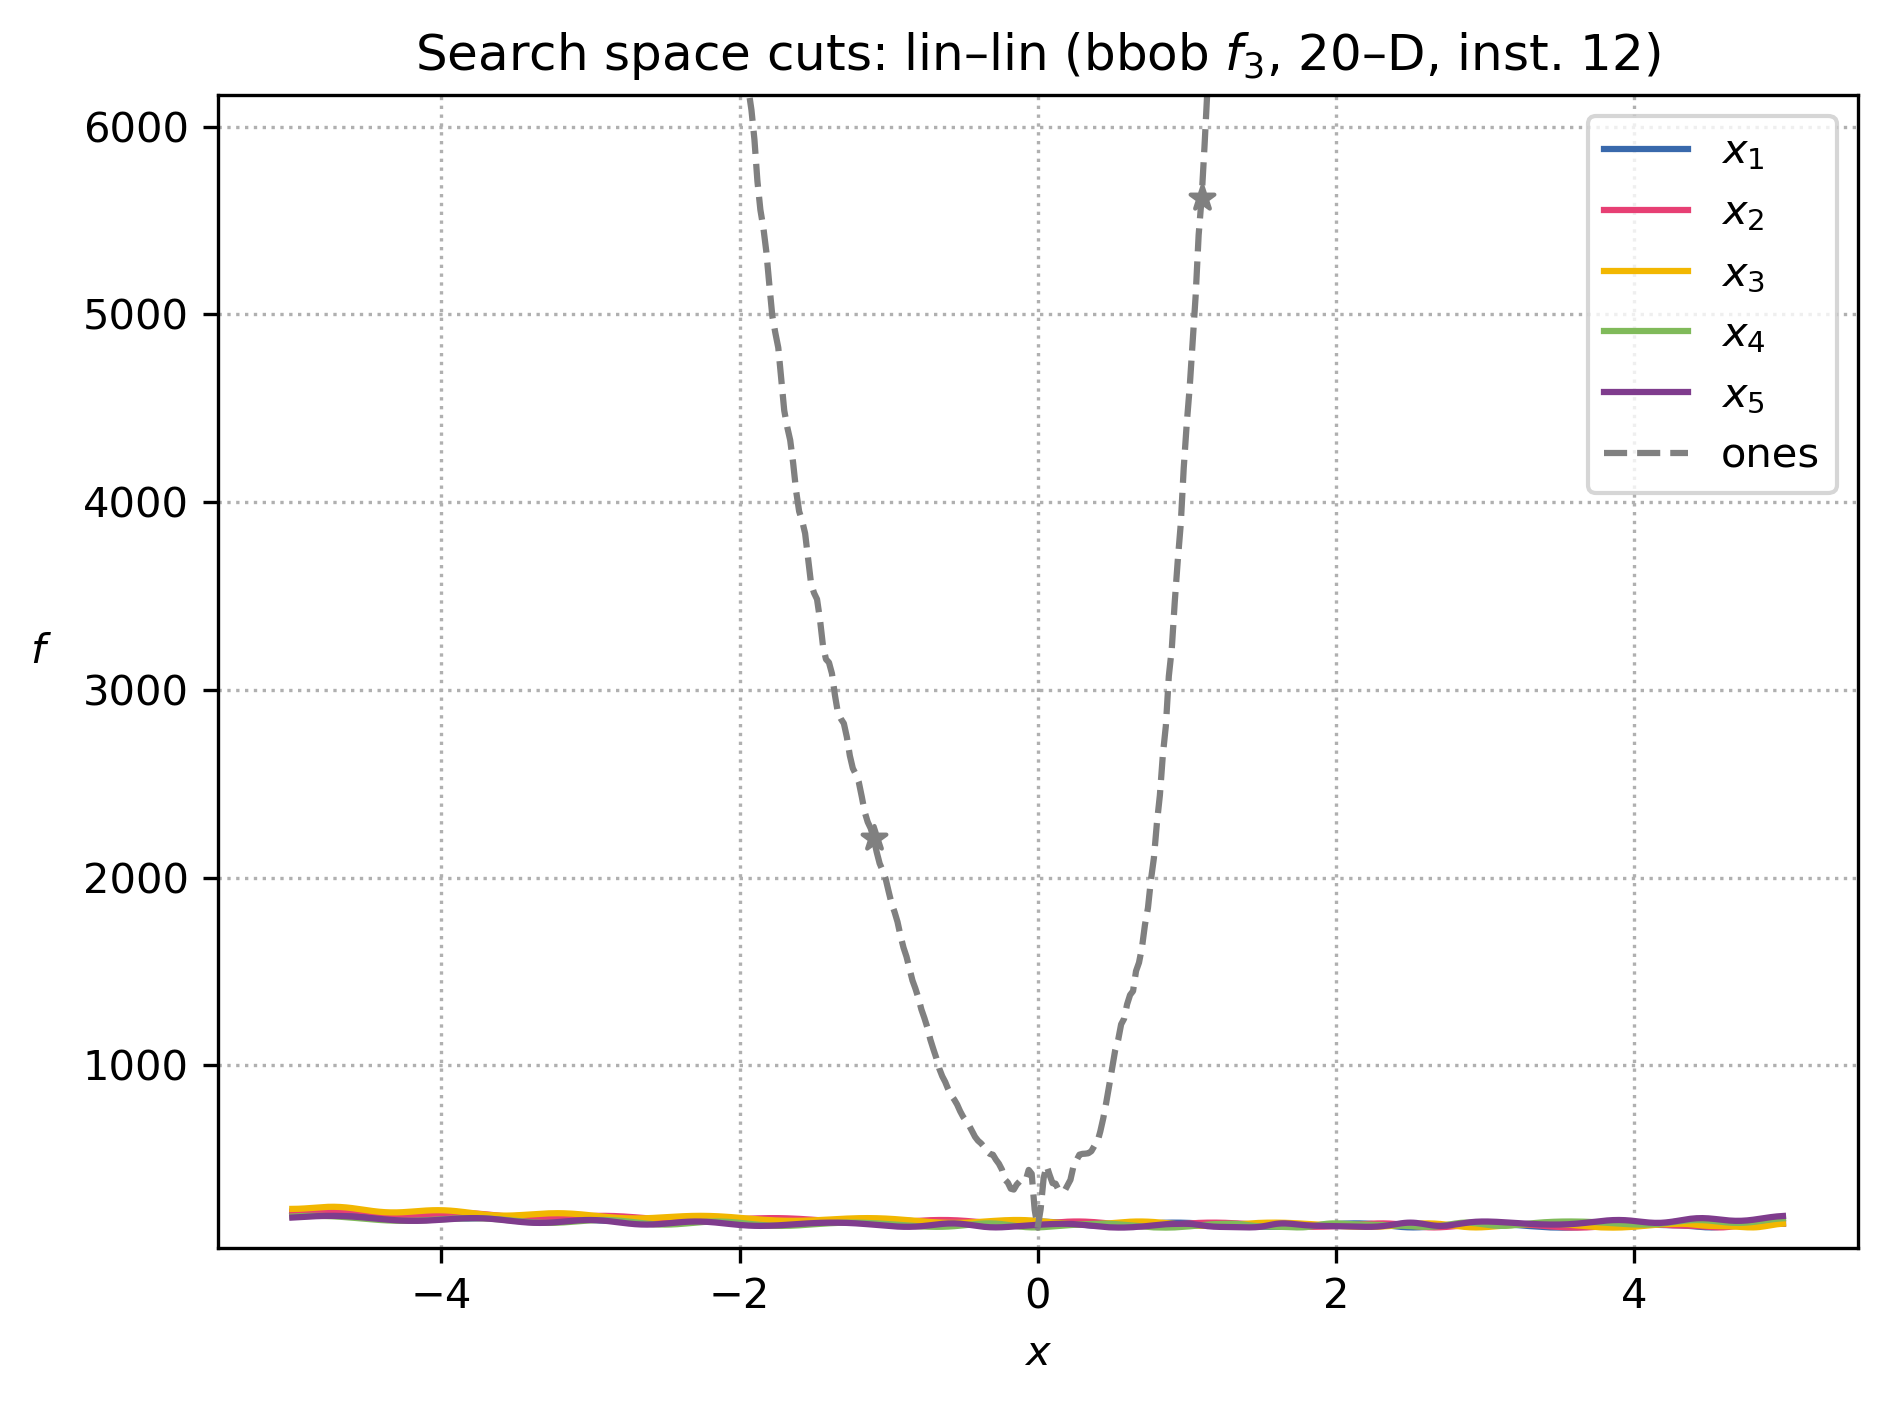 Search space cuts: lin–lin (bbob f₃, 20–D, inst. 12)
6000
5000
4000
3000
2000
1000
f
−4
−2
0
2
4
x
x₁
x₂
x₃
x₄
x₅
ones